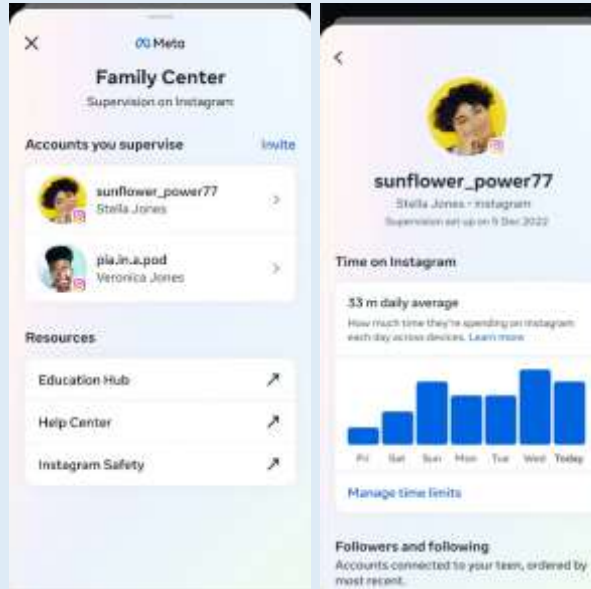 Meta
Family Center
Supervision on Instagram
Accounts you supervise
Invite
sunflower_power77
Stella Jones
pia.in.a.pod
Veronica Jones
Resources
Education Hub
Help Center
Instagram Safety
sunflower_power77
Stella Jones • Instagram
Supervision set up on 9 Dec 2022
Time on Instagram
33 m daily average
How much time they're spending on Instagram
each day across devices. Learn more
Fri Sat Sun Mon Tue Wed Today
Manage time limits
Followers and following
Accounts connected to your teen, ordered by
most recent.